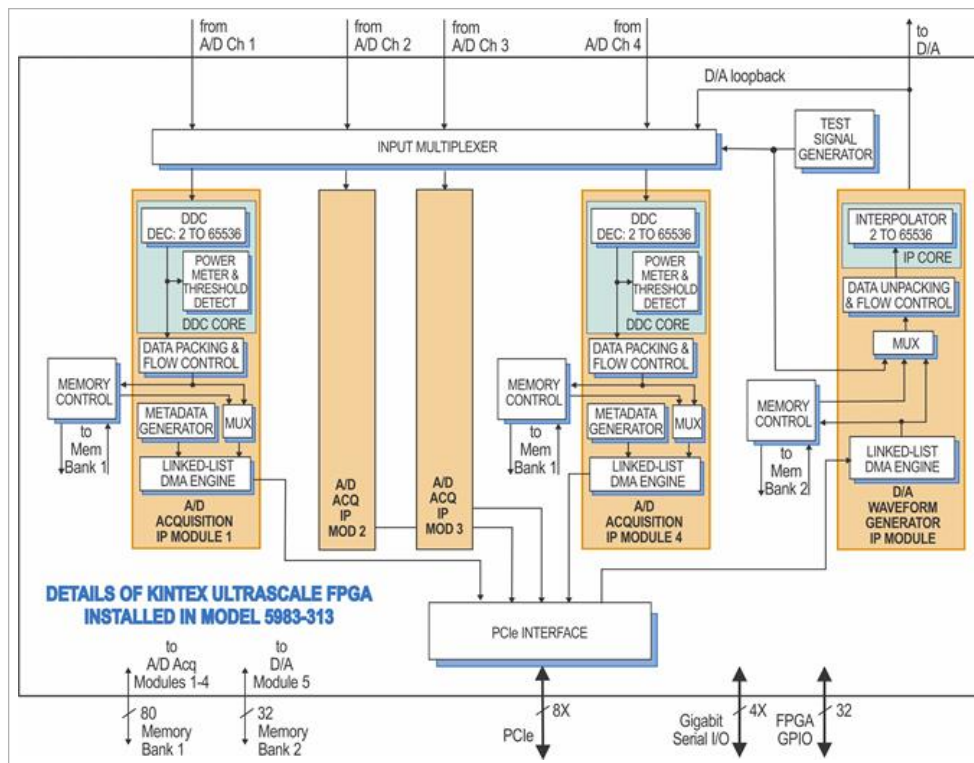 from
A/D Ch 1
from
A/D Ch 2
from
A/D Ch 3
from
A/D Ch 4
to
D/A
D/A loopback
INPUT MULTIPLEXER
TEST
SIGNAL
GENERATOR
DDC
DEC: 2 TO 65536
POWER
METER &
THRESHOLD
DETECT
DDC CORE
DATA PACKING &
FLOW CONTROL
MEMORY
CONTROL
METADATA
GENERATOR
MUX
to
Mem
Bank 1
LINKED-LIST
DMA ENGINE
A/D
ACQUISITION
IP MODULE 1
A/D
ACQ
IP
MOD 2
A/D
ACQ
IP
MOD 3
DDC
DEC: 2 TO 65536
POWER
METER &
THRESHOLD
DETECT
DDC CORE
DATA PACKING &
FLOW CONTROL
MEMORY
CONTROL
METADATA
GENERATOR
MUX
to
Mem
Bank 1
LINKED-LIST
DMA ENGINE
A/D
ACQUISITION
IP MODULE 4
INTERPOLATOR
2 TO 65536
IP CORE
DATA UNPACKING
& FLOW CONTROL
MUX
MEMORY
CONTROL
to
Mem
Bank 2
LINKED-LIST
DMA ENGINE
D/A
WAVEFORM
GENERATOR
IP MODULE
DETAILS OF KINTEX ULTRASCALE FPGA
INSTALLED IN MODEL 5983-313
PCIe INTERFACE
to
A/D Acq
Modules 1-4
to
D/A
Module 5
80
Memory
Bank 1
32
Memory
Bank 2
8X
PCIe
4X
Gigabit
Serial I/O
32
FPGA
GPIO